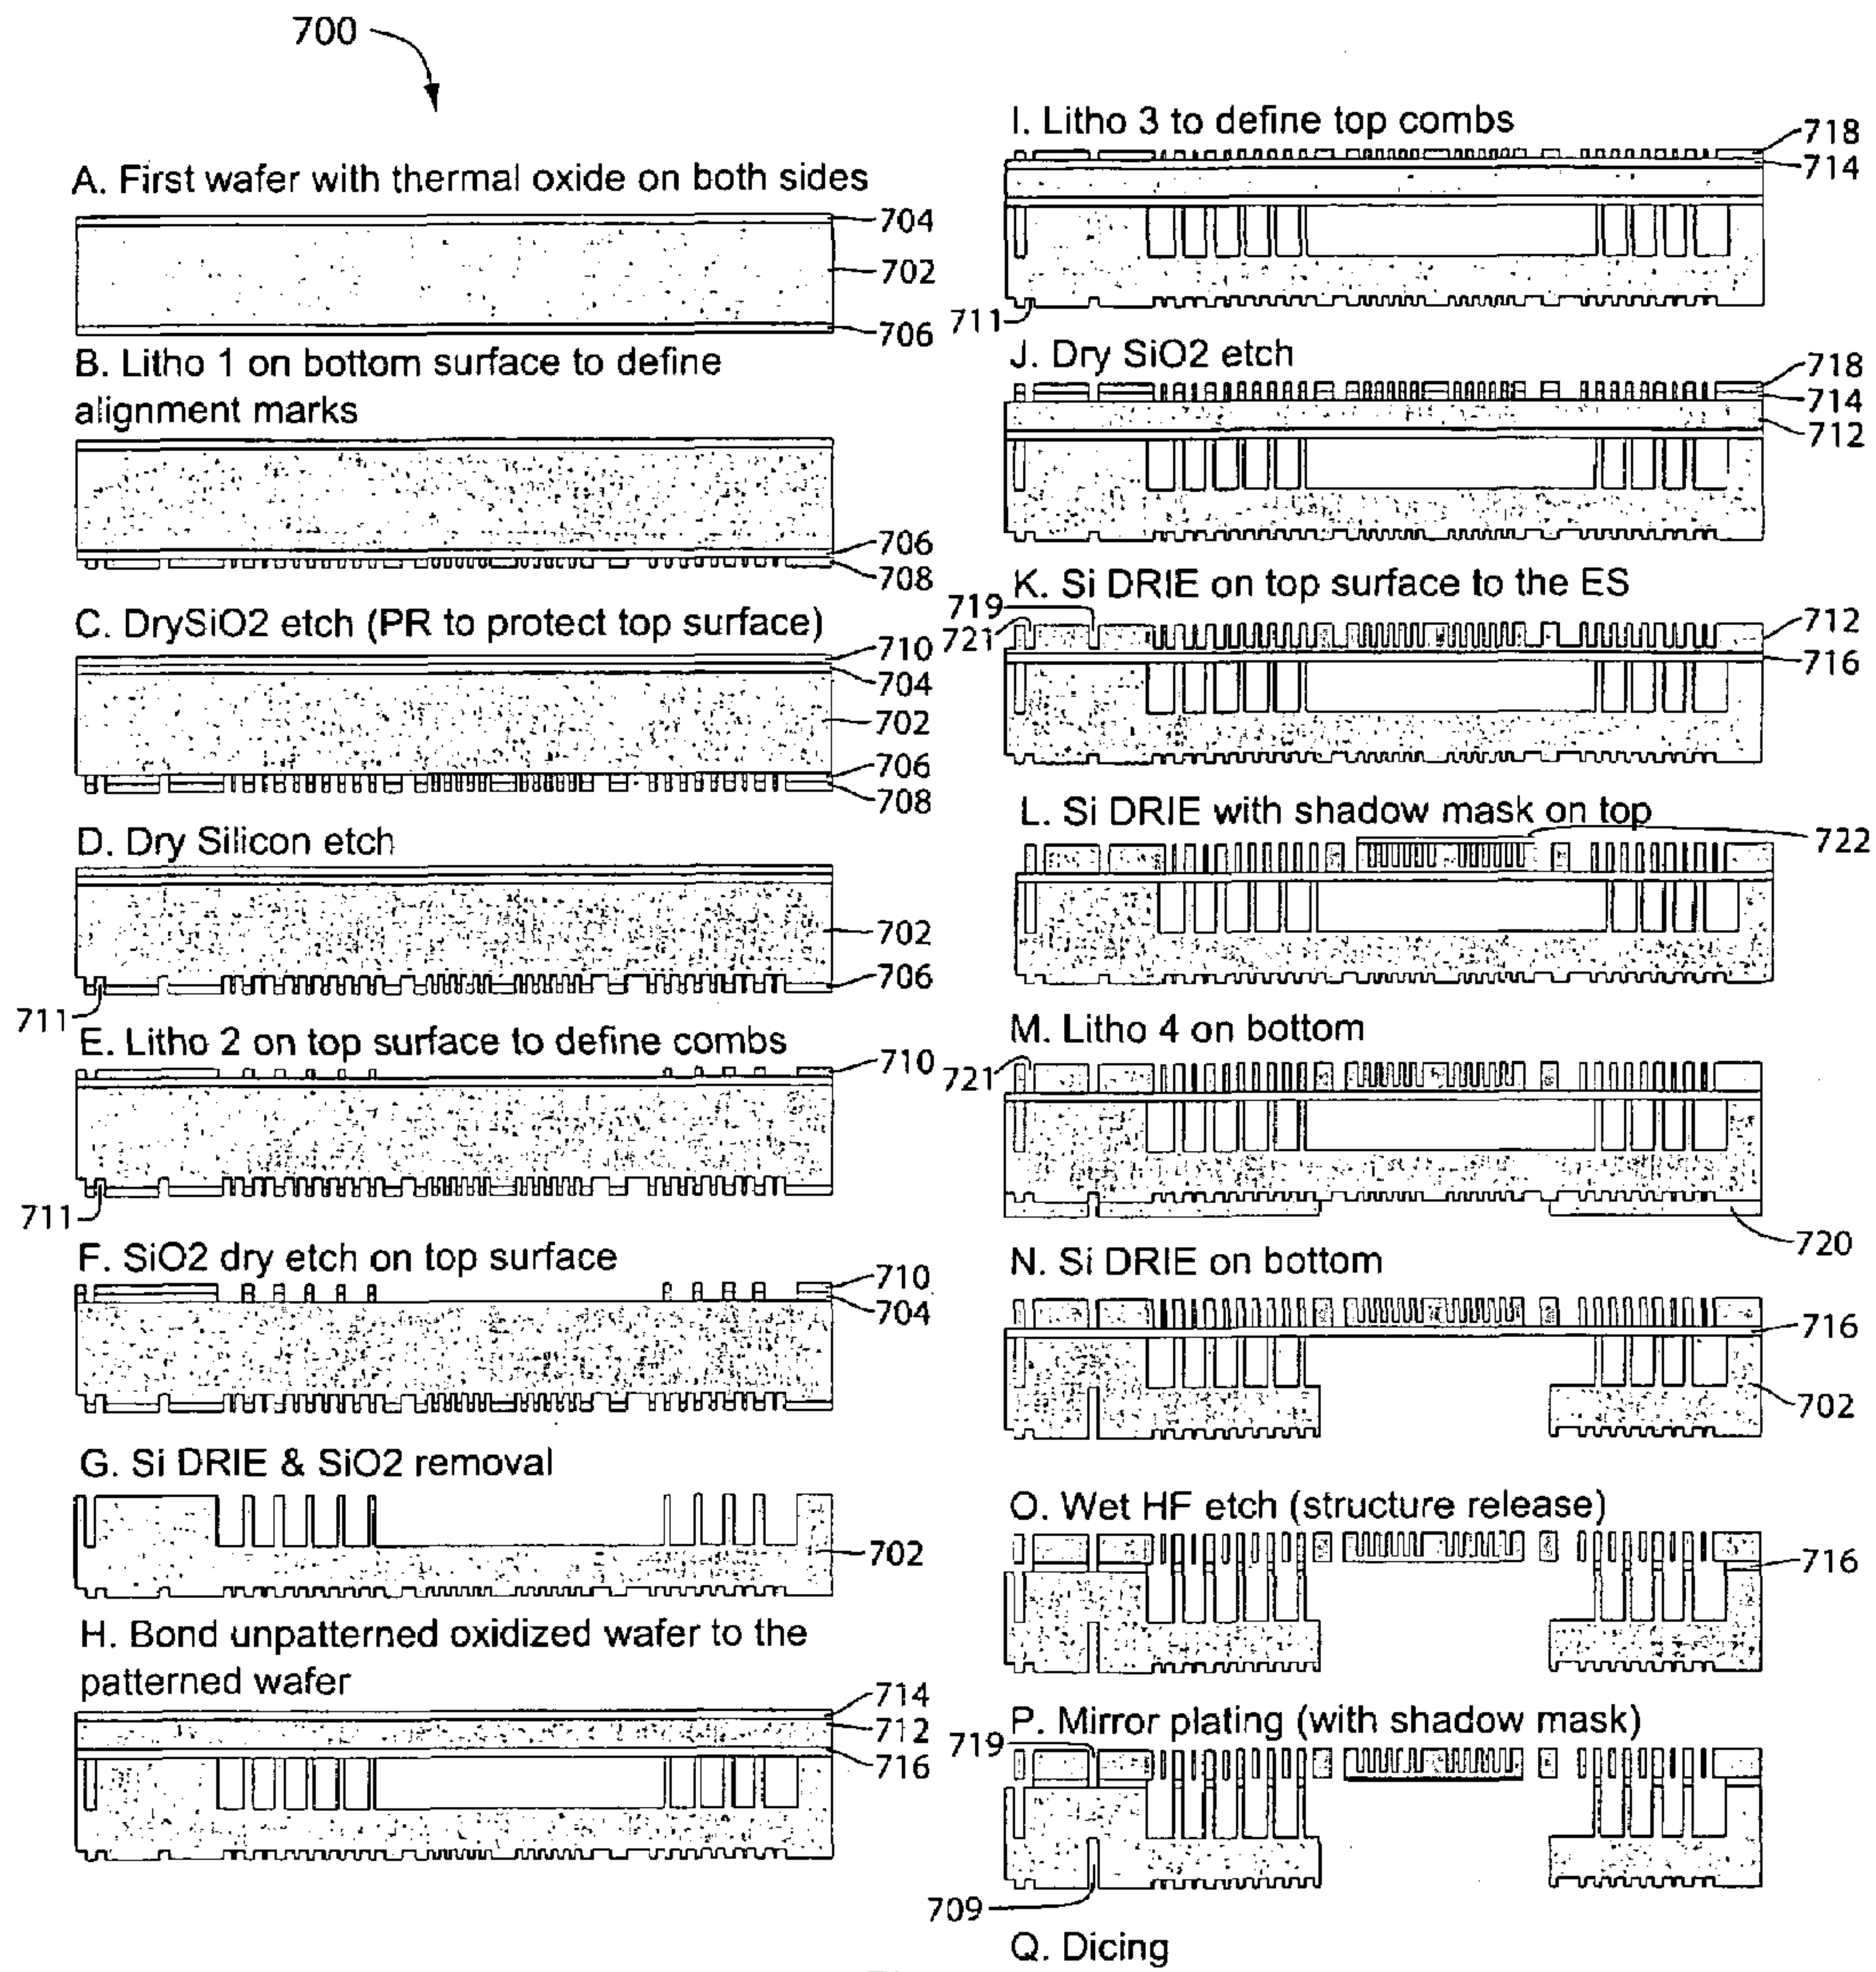 700
A. First wafer with thermal oxide on both sides
704
702
706
B. Litho 1 on bottom surface to define
alignment marks
706
708
C. DrySiO2 etch (PR to protect top surface)
710
704
702
706
708
D. Dry Silicon etch
702
706
711
E. Litho 2 on top surface to define combs
710
711
F. SiO2 dry etch on top surface
710
704
G. Si DRIE & SiO2 removal
702
H. Bond unpatterned oxidized wafer to the
patterned wafer
714
712
716
I. Litho 3 to define top combs
718
714
711
J. Dry SiO2 etch
718
714
712
K. Si DRIE on top surface to the ES
719
721
712
716
L. Si DRIE with shadow mask on top
722
M. Litho 4 on bottom
721
720
N. Si DRIE on bottom
716
702
O. Wet HF etch (structure release)
716
P. Mirror plating (with shadow mask)
719
709
Q. Dicing